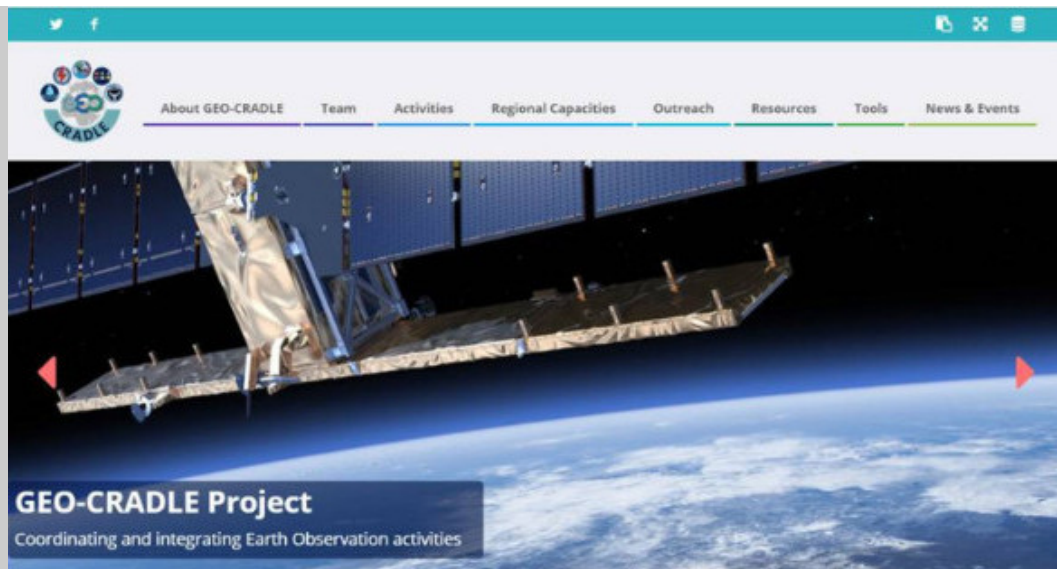 GEO
CRADLE
About GEO-CRADLE Team Activities Regional Capacities Outreach Resources Tools News & Events
GEO-CRADLE Project
Coordinating and integrating Earth Observation activities